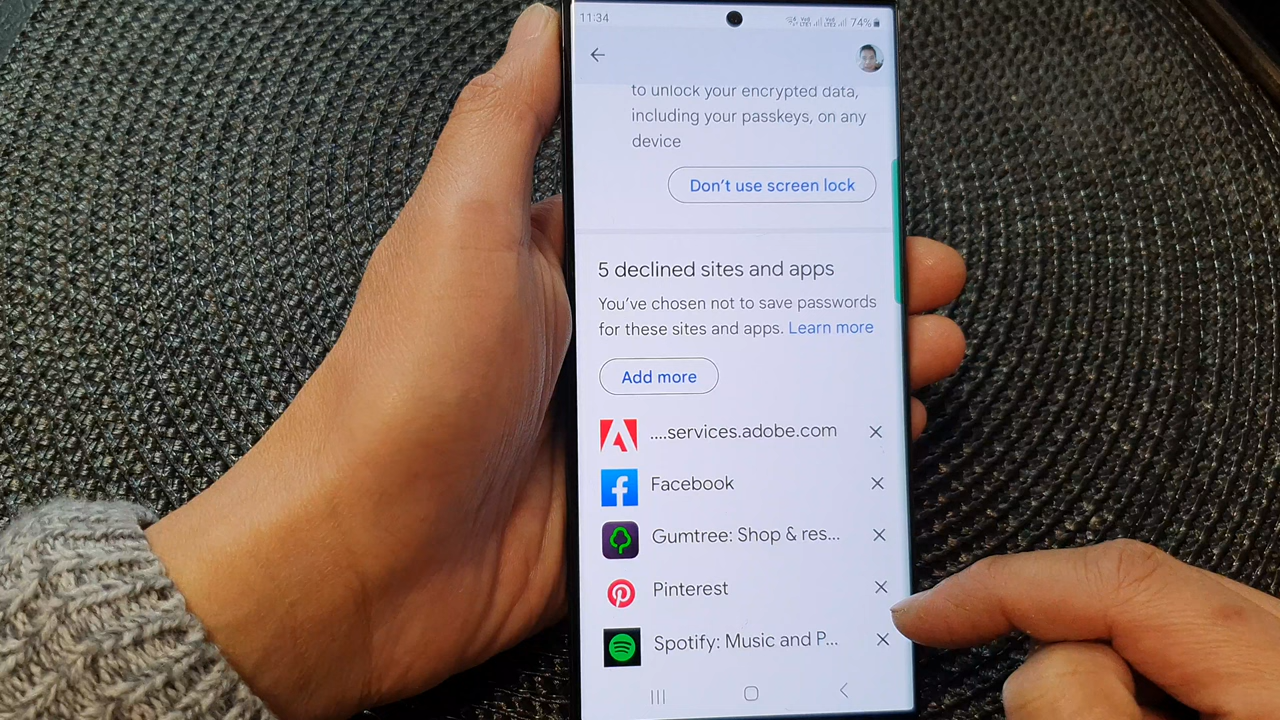 11:34
74%
to unlock your encrypted data,
including your passkeys, on any
device
Don't use screen lock
5 declined sites and apps
You've chosen not to save passwords
for these sites and apps. Learn more
Add more
....services.adobe.com
Facebook
Gumtree: Shop & res...
Pinterest
Spotify: Music and P...